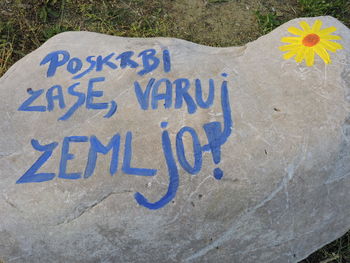 POSKRBI
ZASE, VARUJ
ZEMLJO!